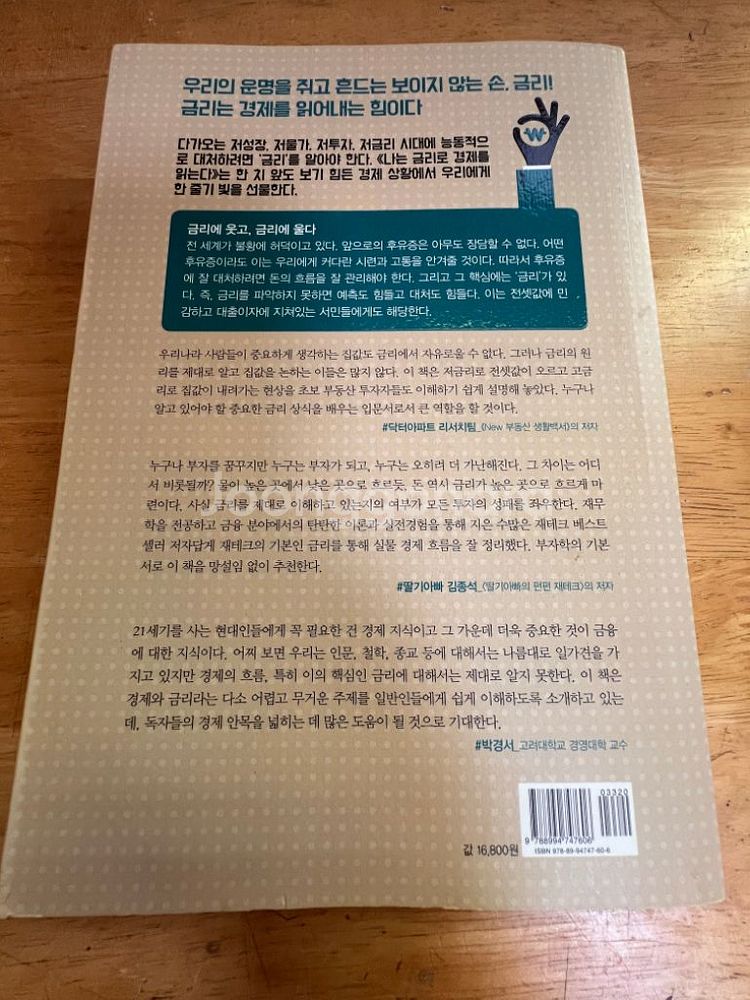 우리의 운명을 쥐고 흔드는 보이지 않는 손, 금리!
금리는 경제를 읽어내는 힘이다
₩
다가오는 저성장, 저물가, 저투자, 저금리 시대에 능동적으
로 대처하려면 '금리'를 알아야 한다. 《나는 금리로 경제를
읽는다》는 한 치 앞도 보기 힘든 경제 상황에서 우리에게
한 줄기 빛을 선물한다.
금리에 웃고, 금리에 울다
전 세계가 불황에 허덕이고 있다. 앞으로의 후유증은 아무도 장담할 수 없다. 어떤
후유증이라도 이는 우리에게 커다란 시련과 고통을 안겨줄 것이다. 따라서 후유증
에 잘 대처하려면 돈의 흐름을 잘 관리해야 한다. 그리고 그 핵심에는 '금리'가 있
다. 즉, 금리를 파악하지 못하면 예측도 힘들고 대처도 힘들다. 이는 전셋값에 민
감하고 대출이자에 지쳐있는 서민들에게도 해당한다.
우리나라 사람들이 중요하게 생각하는 집값도 금리에서 자유로울 수 없다. 그러나 금리의 원
리를 제대로 알고 집값을 논하는 이들은 많지 않다. 이 책은 저금리로 전셋값이 오르고 고금
리로 집값이 내려가는 현상을 초보 부동산 투자자들도 이해하기 쉽게 설명해 놓았다. 누구나
알고 있어야 할 중요한 금리 상식을 배우는 입문서로서 큰 역할을 할 것이다.
#닥터아파트 리서치팀_《New 부동산 생활백서》의 저자
누구나 부자를 꿈꾸지만 누구는 부자가 되고, 누구는 오히려 더 가난해진다. 그 차이는 어디
서 비롯될까? 물이 높은 곳에서 낮은 곳으로 흐르듯, 돈 역시 금리가 높은 곳으로 흐르게 마
련이다. 사실 금리를 제대로 이해하고 있는지의 여부가 모든 투자의 성패를 좌우한다. 재무
학을 전공하고 금융 분야에서의 탄탄한 이론과 실전경험을 통해 지은 수많은 재테크 베스트
셀러 저자답게 재테크의 기본인 금리를 통해 실물 경제 흐름을 잘 정리했다. 부자학의 기본
서로 이 책을 망설임 없이 추천한다.
#딸기아빠 김종석_《딸기아빠의 펀펀 재테크》의 저자
21세기를 사는 현대인들에게 꼭 필요한 건 경제 지식이고 그 가운데 더욱 중요한 것이 금융
에 대한 지식이다. 어찌 보면 우리는 인문, 철학, 종교 등에 대해서는 나름대로 일가견을 가
지고 있지만 경제의 흐름, 특히 이의 핵심인 금리에 대해서는 제대로 알지 못한다. 이 책은
경제와 금리라는 다소 어렵고 무거운 주제를 일반인들에게 쉽게 이해하도록 소개하고 있는
데, 독자들의 경제 안목을 넓히는 데 많은 도움이 될 것으로 기대한다.
#박경서_고려대학교 경영대학 교수
03320
9 788994 747606
값 16,800원
ISBN 978-89-94747-60-6